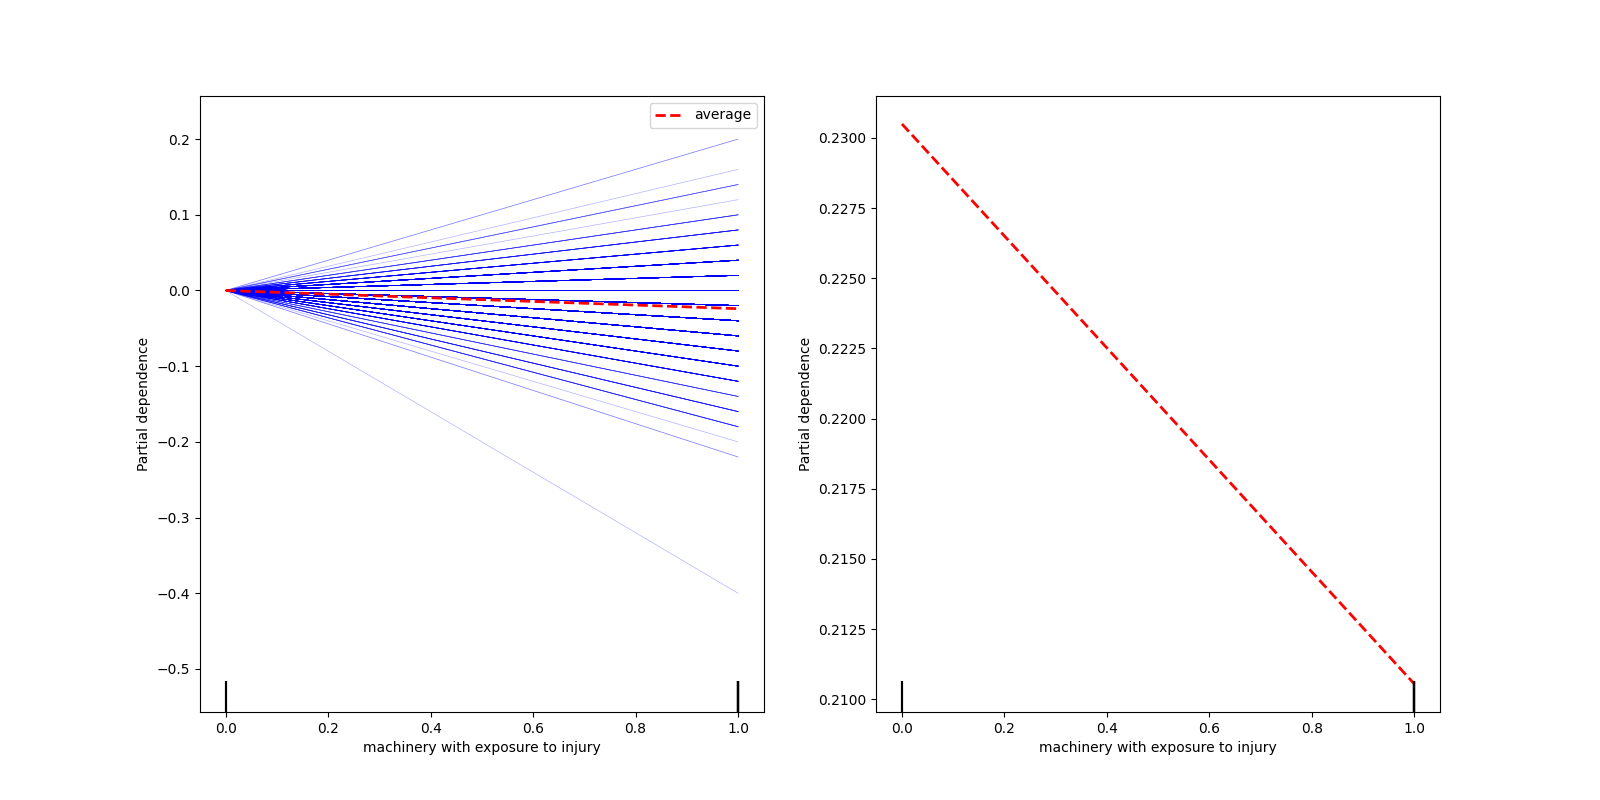 average
0.2
0.1
0.0
−0.1
−0.2
−0.3
−0.4
−0.5
Partial dependence
0.0 0.2 0.4 0.6 0.8 1.0
machinery with exposure to injury
0.2300
0.2275
0.2250
0.2225
0.2200
0.2175
0.2150
0.2125
0.2100
Partial dependence
0.0 0.2 0.4 0.6 0.8 1.0
machinery with exposure to injury